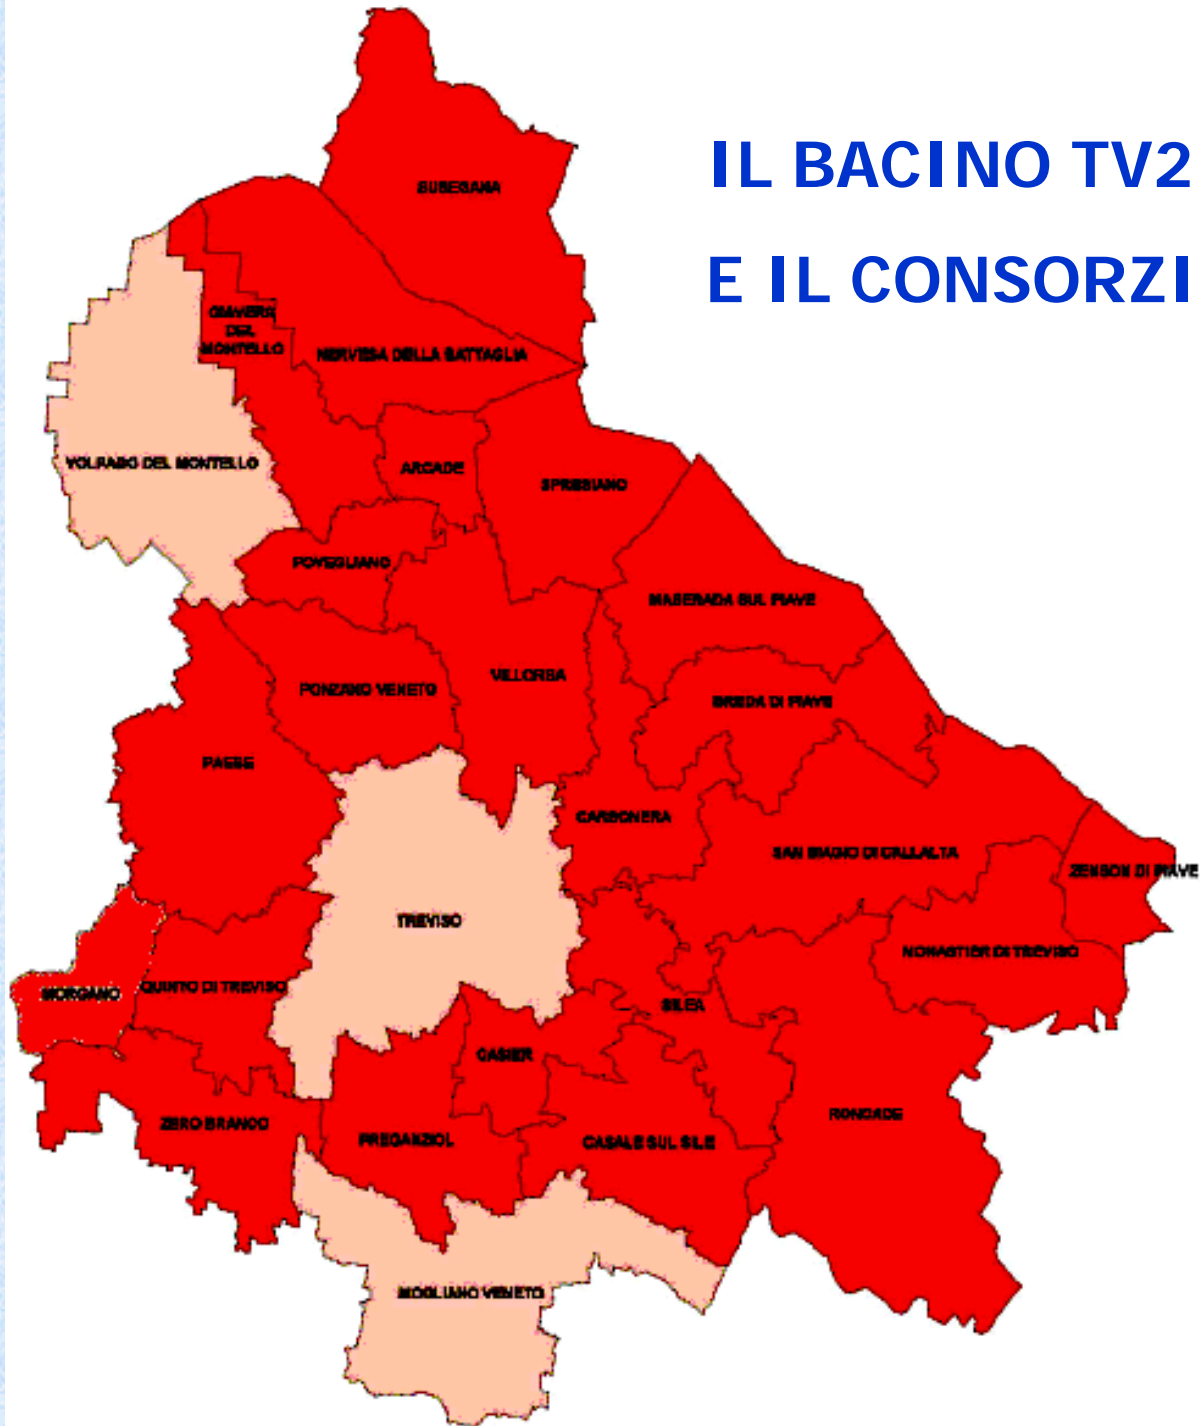 IL BACINO TV2
E IL CONSORZI
SUSEGANA
GIAVERA
DEL
MONTELLO
NERVESA DELLA BATTAGLIA
VOLPAGO DEL MONTELLO
ARCADE
SPRESIANO
POVEGLIANO
MASERADA SUL PIAVE
VILLORBA
PONZANO VENETO
BREDA DI PIAVE
PAESE
CARBONERA
SAN BIAGIO DI CALLALTA
ZENSON DI PIAVE
TREVISO
MONASTIER DI TREVISO
MORGANO
QUINTO DI TREVISO
SILEA
CASIER
RONCADE
ZERO BRANCO
PREGANZIOL
CASALE SUL SILE
MOGLIANO VENETO